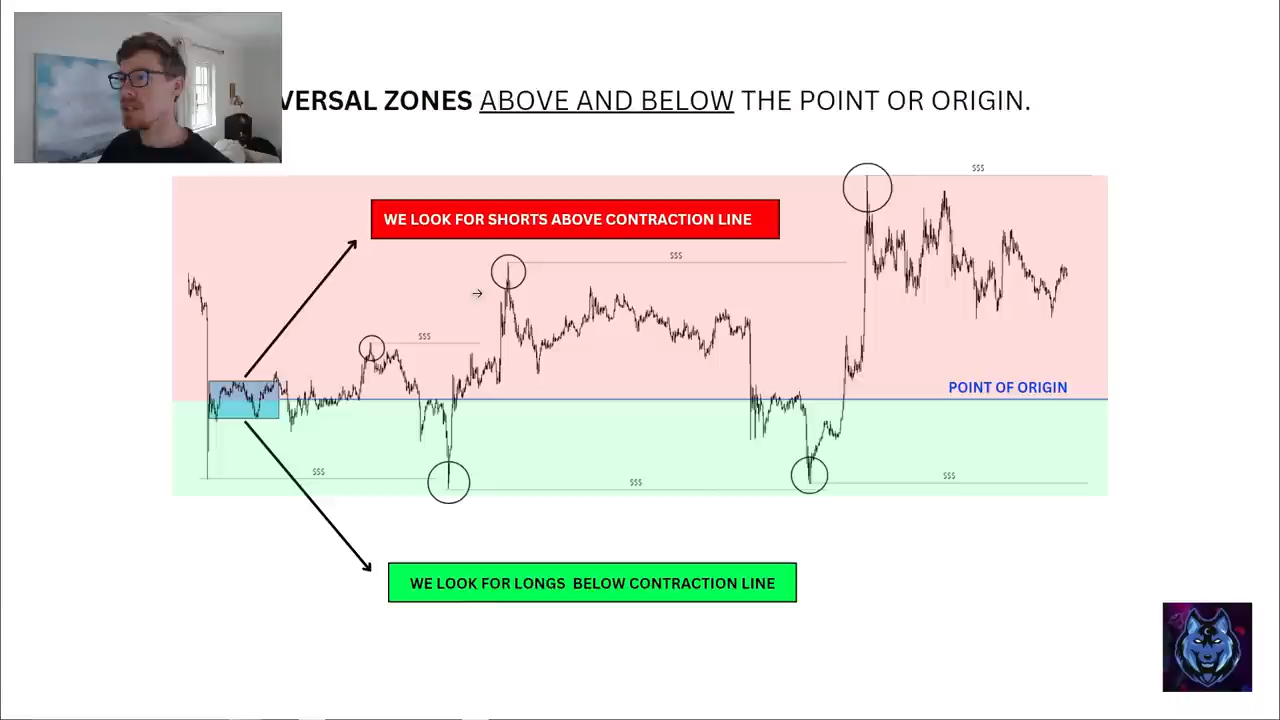 VERSAL ZONES ABOVE AND BELOW THE POINT OR ORIGIN.
$$$
WE LOOK FOR SHORTS ABOVE CONTRACTION LINE
$$$
$$$
POINT OF ORIGIN
$$$
$$$
$$$
WE LOOK FOR LONGS BELOW CONTRACTION LINE